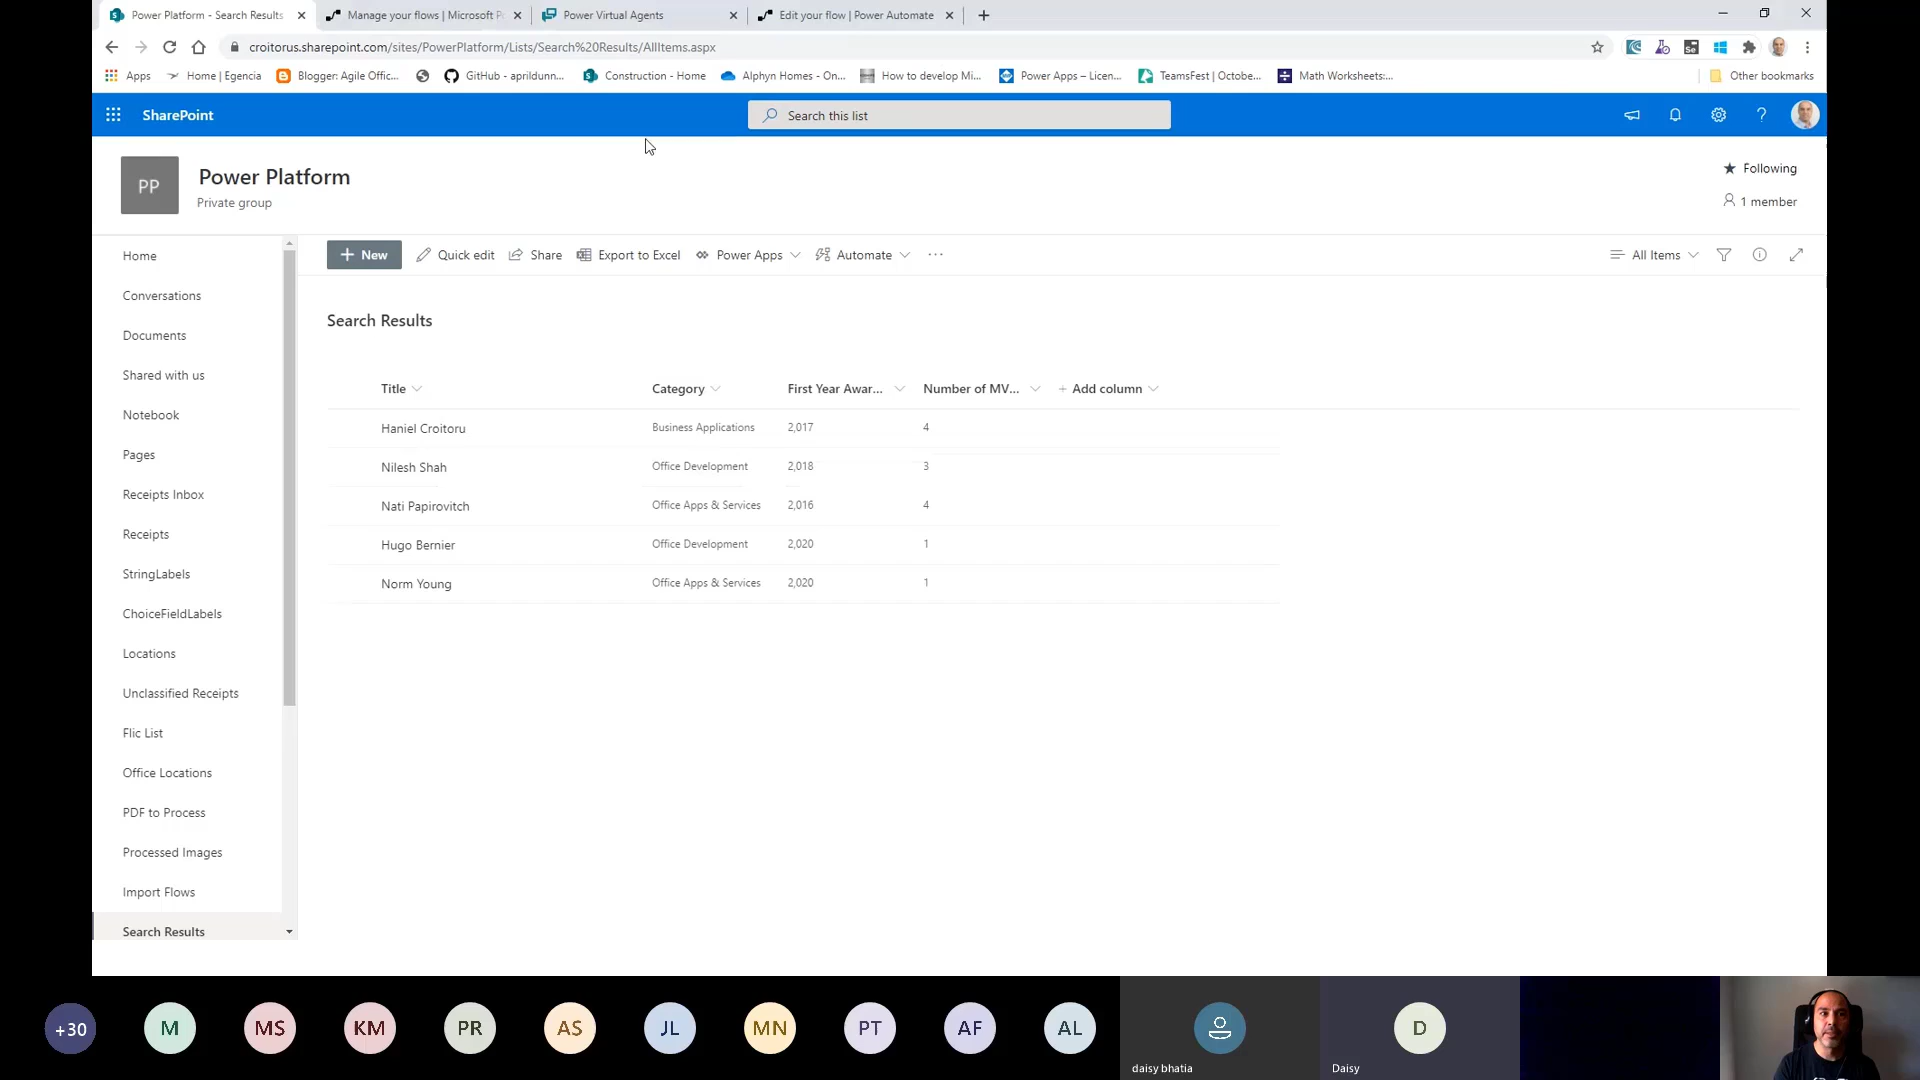 Power Platform - Search Results
Manage your flows | Microsoft P
Power Virtual Agents
Edit your flow | Power Automate
croitorus.sharepoint.com/sites/PowerPlatform/Lists/Search%20Results/AllItems.aspx
Apps
Home | Egencia
Blogger: Agile Offic...
GitHub - aprildunn...
Construction - Home
Alphyn Homes - On...
How to develop Mi...
Power Apps – Licen...
TeamsFest | Octobe...
Math Worksheets:...
Other bookmarks
SharePoint
Search this list
PP
Power Platform
Private group
Following
1 member
Home
Conversations
Documents
Shared with us
Notebook
Pages
Receipts Inbox
Receipts
StringLabels
ChoiceFieldLabels
Locations
Unclassified Receipts
Flic List
Office Locations
PDF to Process
Processed Images
Import Flows
Search Results
New
Quick edit
Share
Export to Excel
Power Apps
Automate
All Items
Search Results
Title Category First Year Awar... Number of MV... Add column
Haniel Croitoru Business Applications 2,017 4
Nilesh Shah Office Development 2,018 3
Nati Papirovitch Office Apps & Services 2,016 4
Hugo Bernier Office Development 2,020 1
Norm Young Office Apps & Services 2,020 1
+30
M
MS
KM
PR
AS
JL
MN
PT
AF
AL
daisy bhatia
D
Daisy